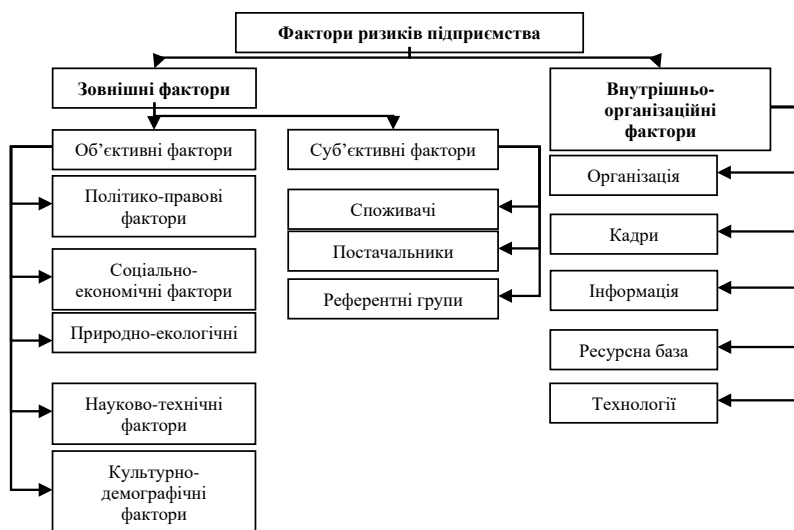 Фактори ризиків підприємства
Зовнішні фактори
Об’єктивні фактори
Політико-правові
фактори
Соціально-
економічні фактори
Природно-екологічні
Науково-технічні
фактори
Культурно-
демографічні
фактори
Суб’єктивні фактори
Споживачі
Постачальники
Референтні групи
Внутрішньо-
організаційні
фактори
Організація
Кадри
Інформація
Ресурсна база
Технології